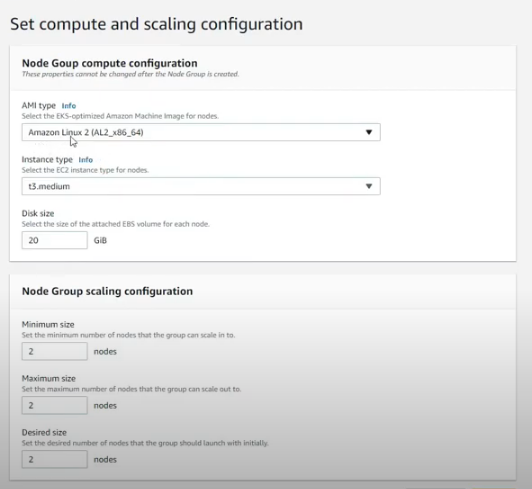 Set compute and scaling configuration
Node Goup compute configuration
These properties cannot be changed after the Node Group is created.
AMI type Info
Select the EKS-optimized Amazon Machine Image for nodes.
Amazon Linux 2 (AL2_x86_64)
Instance type Info
Select the EC2 instance type for nodes.
t3.medium
Disk size
Select the size of the attached EBS volume for each node.
20 GiB
Node Group scaling configuration
Minimum size
Set the minimum number of nodes that the group can scale in to.
2 nodes
Maximum size
Set the maximum number of nodes that the group can scale out to.
2 nodes
Desired size
Set the desired number of nodes that the group should launch with initially.
2 nodes